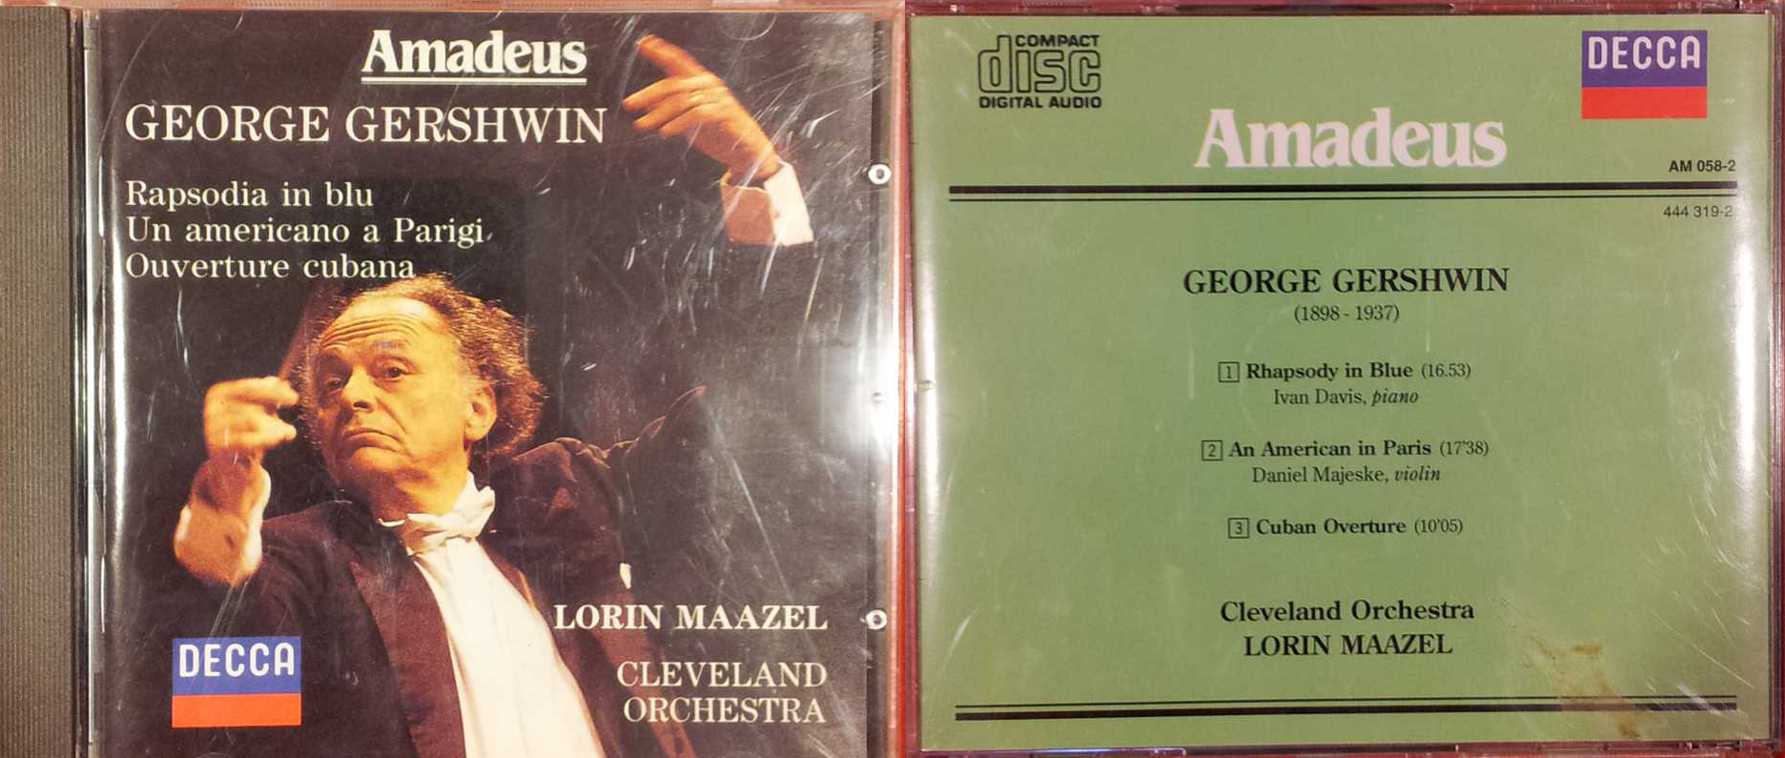 Amadeus
GEORGE GERSHWIN
Rapsodia in blu
Un americano a Parigi
Ouverture cubana
LORIN MAAZEL
CLEVELAND
ORCHESTRA
DECCA
COMPACT
disc
DIGITAL AUDIO
DECCA
Amadeus
AM 058-2
444 319-2
GEORGE GERSHWIN
(1898 - 1937)
1 Rhapsody in Blue (16.53)
Ivan Davis, piano
2 An American in Paris (17'38)
Daniel Majeske, violin
3 Cuban Overture (10'05)
Cleveland Orchestra
LORIN MAAZEL